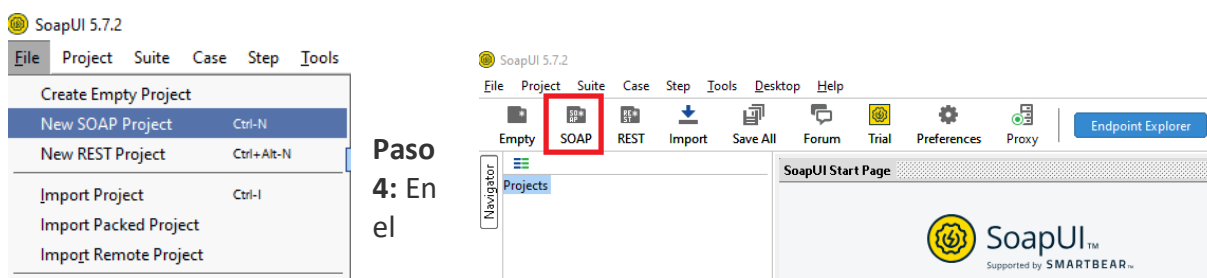 SoapUI 5.7.2
File Project Suite Case Step Tools
Create Empty Project
New SOAP Project Ctrl-N
New REST Project Ctrl+Alt-N
Import Project Ctrl-I
Import Packed Project
Import Remote Project
Paso
4: En
el
SoapUI 5.7.2
File Project Suite Case Step Tools Desktop Help
Empty SOAP REST Import Save All Forum Trial Preferences Proxy Endpoint Explorer
Navigator
Projects
SoapUI Start Page
SoapUI™
Supported by SMARTBEAR™